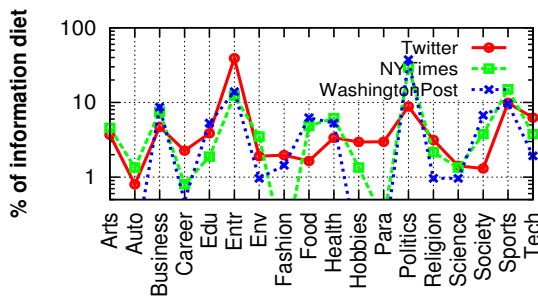 % of information diet
100
10
1
Twitter
NYTimes
WashingtonPost
Arts
Auto
Business
Career
Edu
Entr
Env
Fashion
Food
Health
Hobbies
Para
Politics
Religion
Science
Society
Sports
Tech